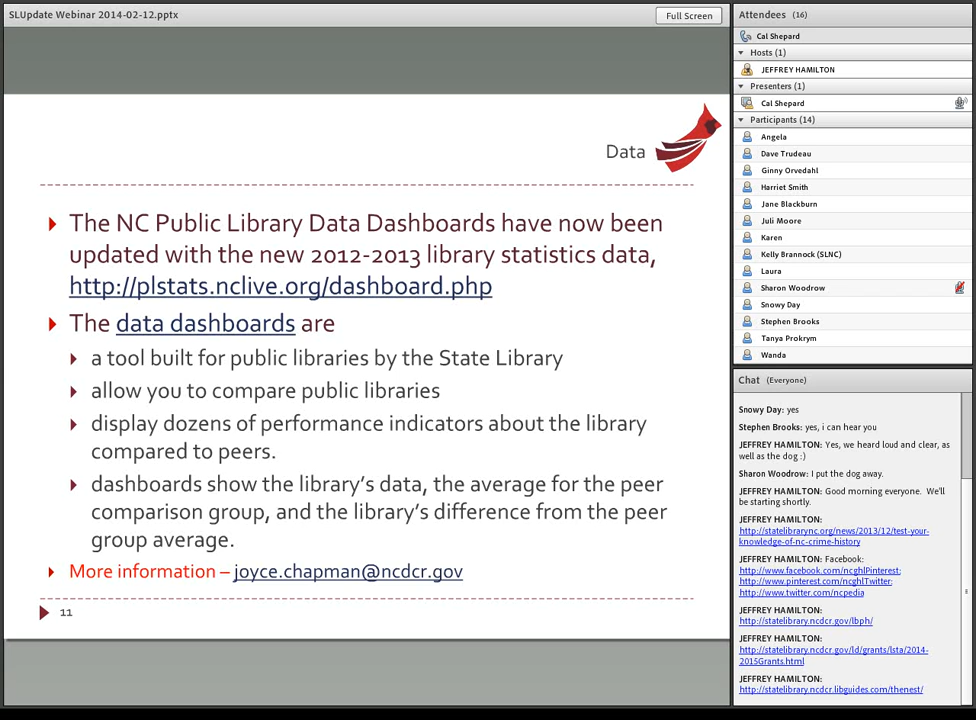 SLUpdate Webinar 2014-02-12.pptx
Full Screen
Data
The NC Public Library Data Dashboards have now been
updated with the new 2012-2013 library statistics data,
http://plstats.nclive.org/dashboard.php
The data dashboards are
a tool built for public libraries by the State Library
allow you to compare public libraries
display dozens of performance indicators about the library
compared to peers.
dashboards show the library's data, the average for the peer
comparison group, and the library's difference from the peer
group average.
More information – joyce.chapman@ncdcr.gov
11
Attendees (16)
Cal Shepard
Hosts (1)
JEFFREY HAMILTON
Presenters (1)
Cal Shepard
Participants (14)
Angela
Dave Trudeau
Ginny Orvedahl
Harriet Smith
Jane Blackburn
Juli Moore
Karen
Kelly Brannock (SLNC)
Laura
Sharon Woodrow
Snowy Day
Stephen Brooks
Tanya Prokrym
Wanda
Chat (Everyone)
Snowy Day: yes
Stephen Brooks: yes, i can hear you
JEFFREY HAMILTON: Yes, we heard loud and clear, as
well as the dog :)
Sharon Woodrow: I put the dog away.
JEFFREY HAMILTON: Good morning everyone. We'll
be starting shortly.
JEFFREY HAMILTON:
http://statelibrarync.org/news/2013/12/test-your-
knowledge-of-nc-crime-history
JEFFREY HAMILTON: Facebook:
http://www.facebook.com/ncghlPinterest:
http://www.pinterest.com/ncghlTwitter:
http://www.twitter.com/ncpedia
JEFFREY HAMILTON:
http://statelibrary.ncdcr.gov/lbph/
JEFFREY HAMILTON:
http://statelibrary.ncdcr.gov/ld/grants/lsta/2014-
2015Grants.html
JEFFREY HAMILTON:
http://statelibrary.ncdcr.libguides.com/thenest/